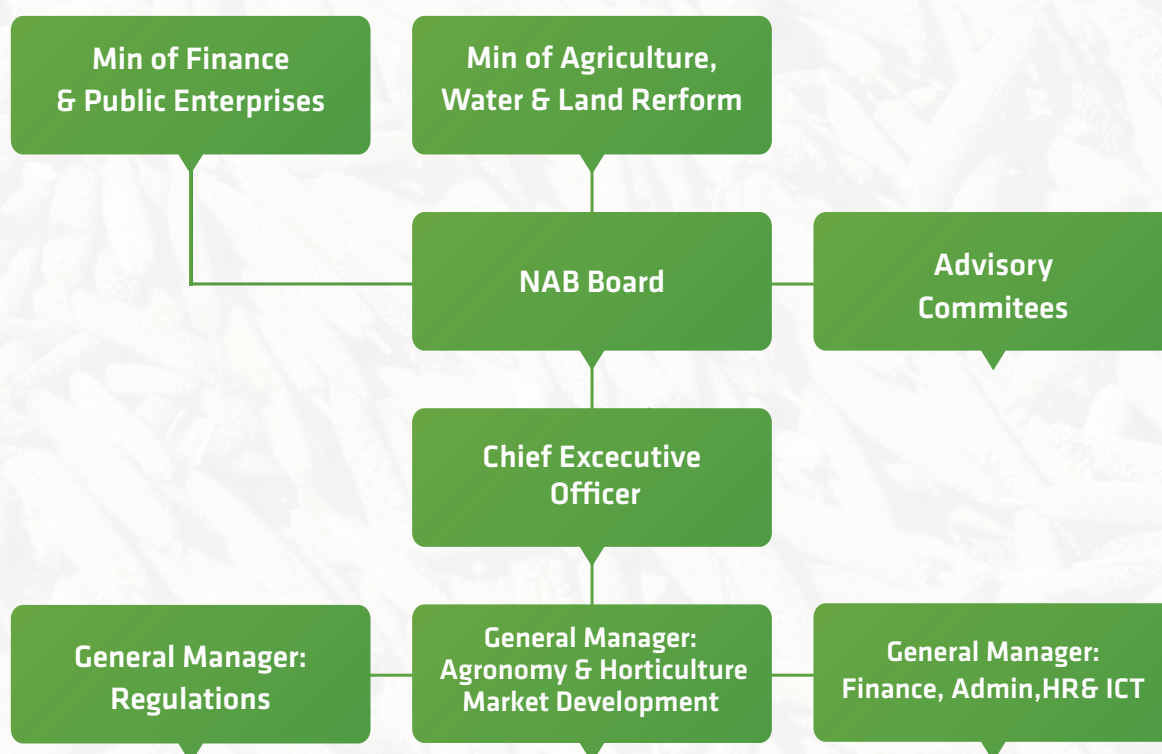 Min of Finance
& Public Enterprises
Min of Agriculture,
Water & Land Rerform
NAB Board
Advisory
Commitees
Chief Excecutive
Officer
General Manager:
Regulations
General Manager:
Agronomy & Horticulture
Market Development
General Manager:
Finance, Admin,HR& ICT